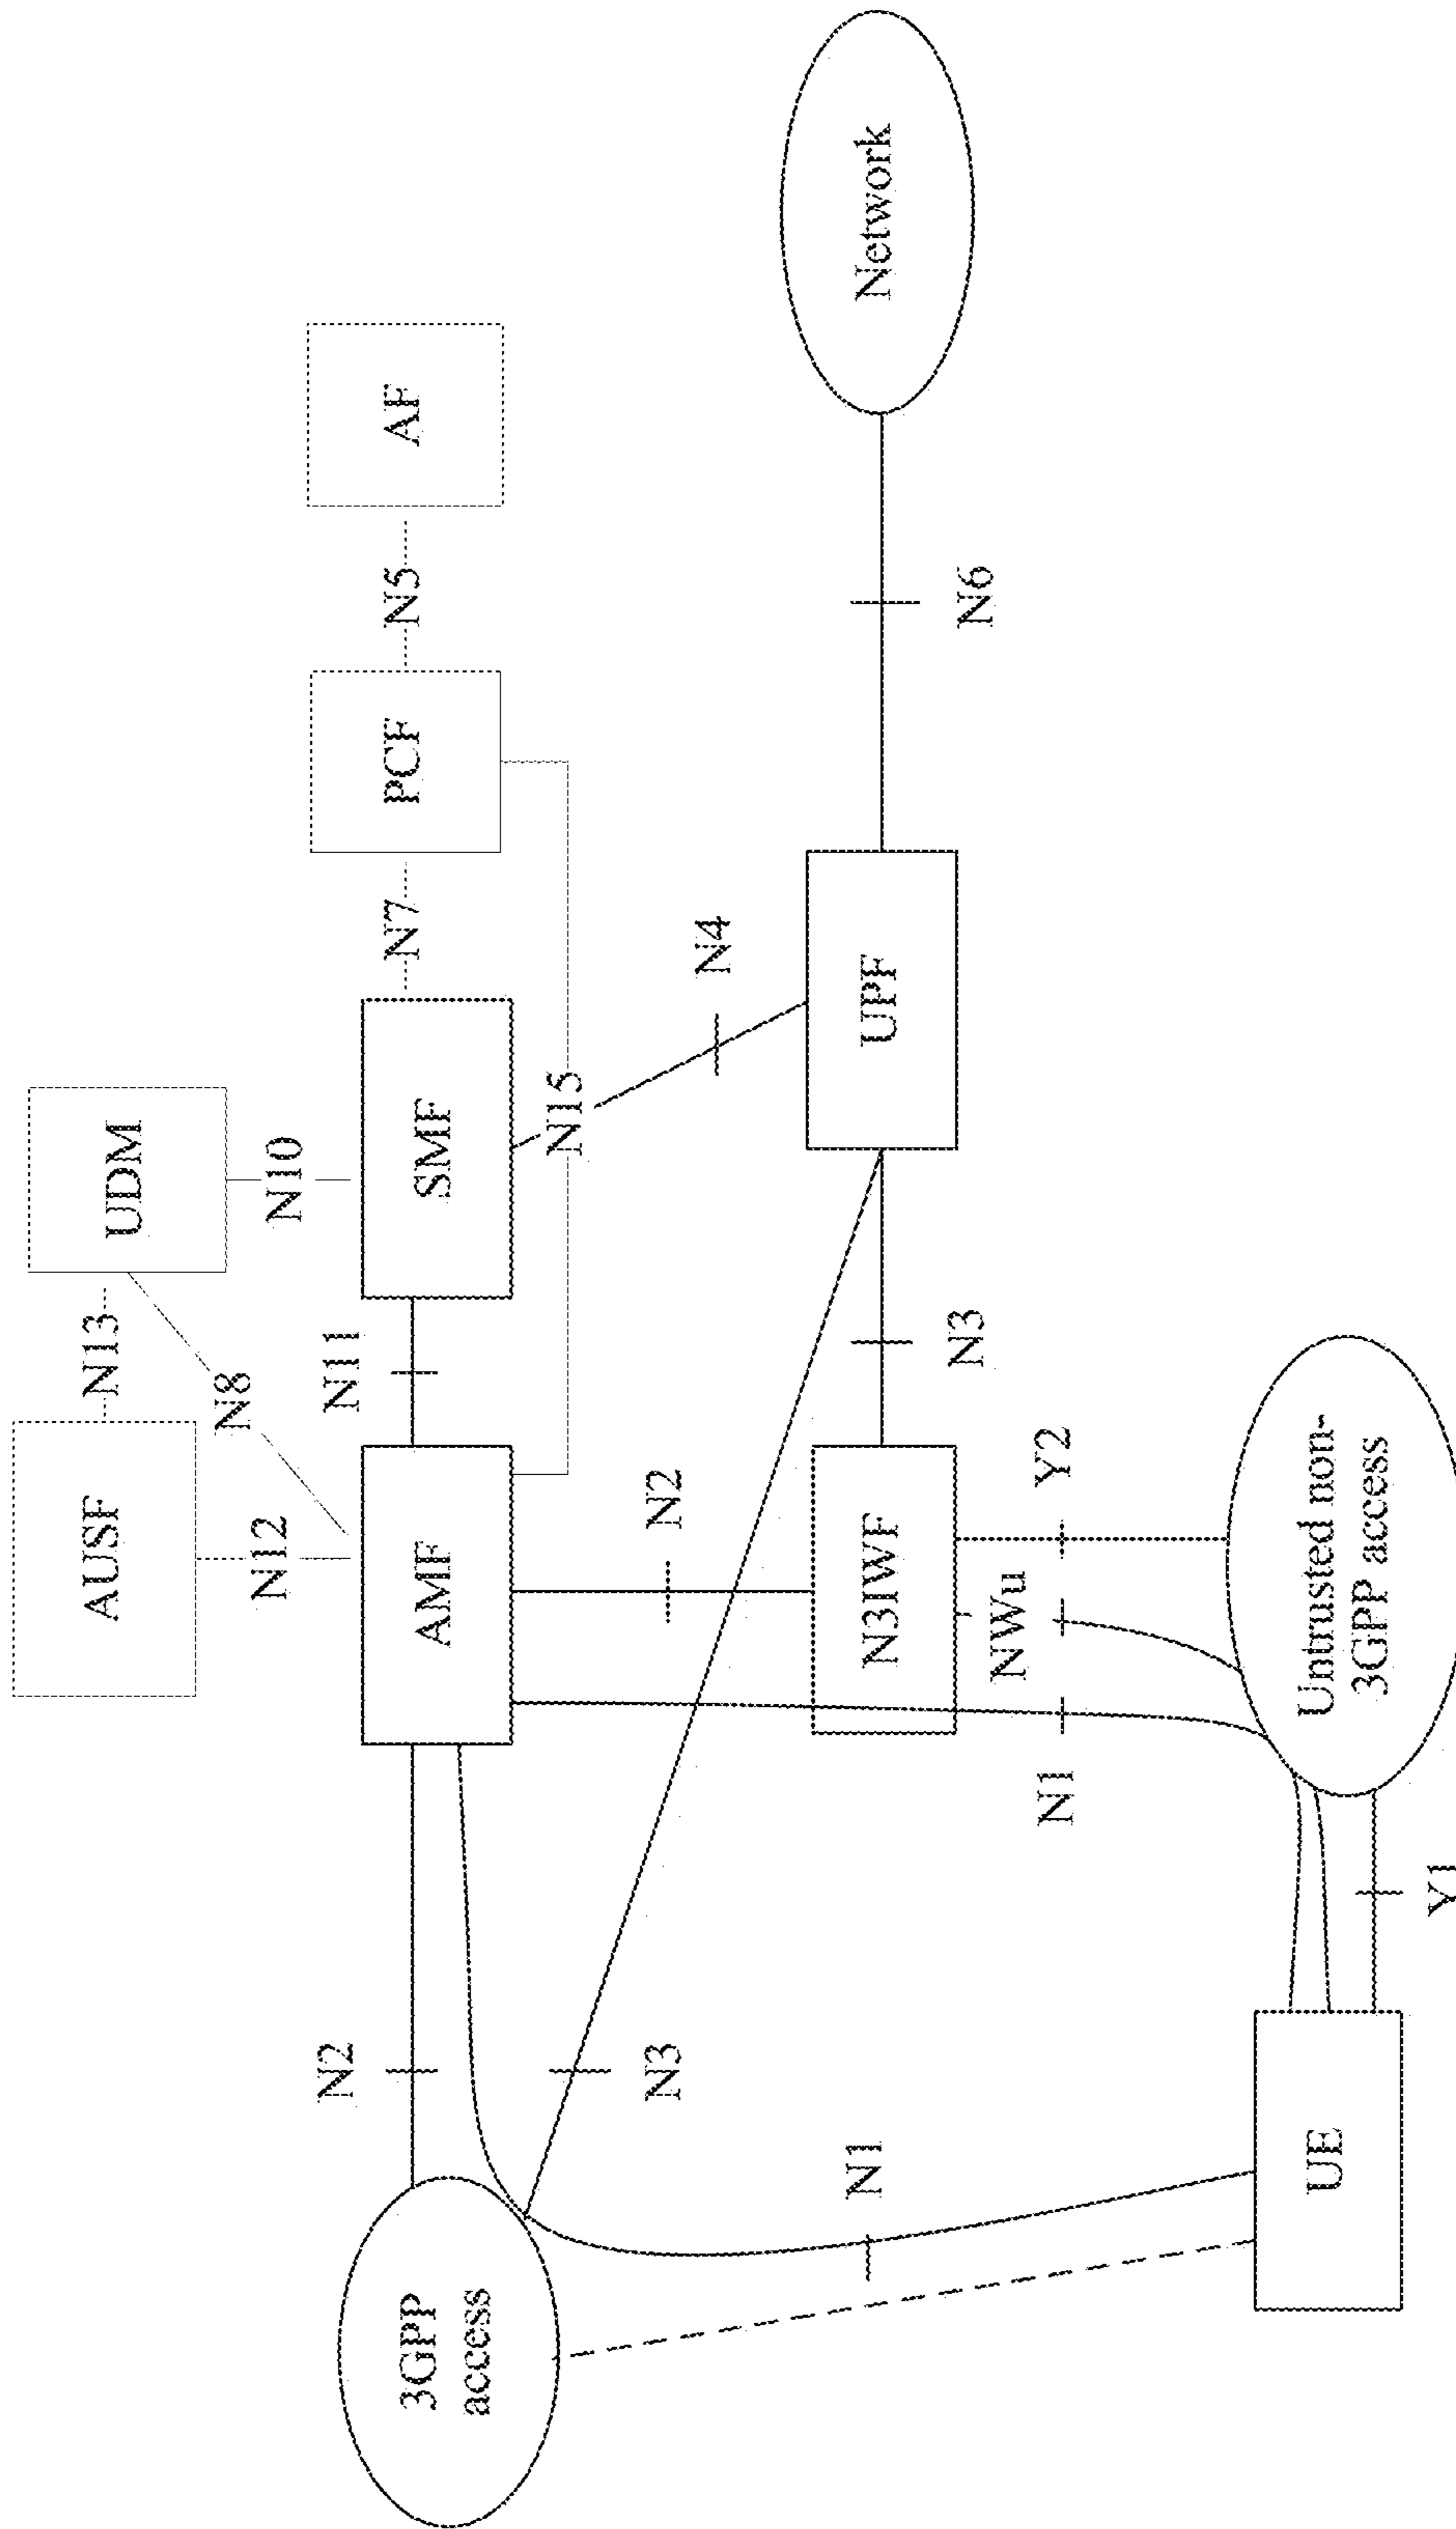 AUSF
N13
UDM
N12
N8
N10
3GPP
access
N2
AMF
N11
SMF
N7
PCF
N5
AF
N15
N3
N2
N4
N1
N3IWF
N3
UPF
N6
Network
N1
NWu
Y2
UE
Y1
Untrusted non-
3GPP access